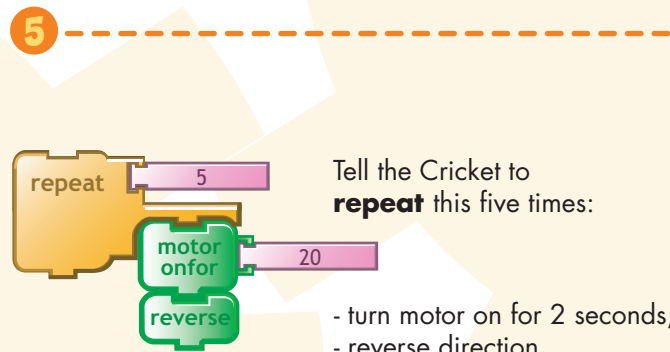 5
repeat 5
motor
onfor 20
reverse
Tell the Cricket to
repeat this five times:
- turn motor on for 2 seconds,
- reverse direction